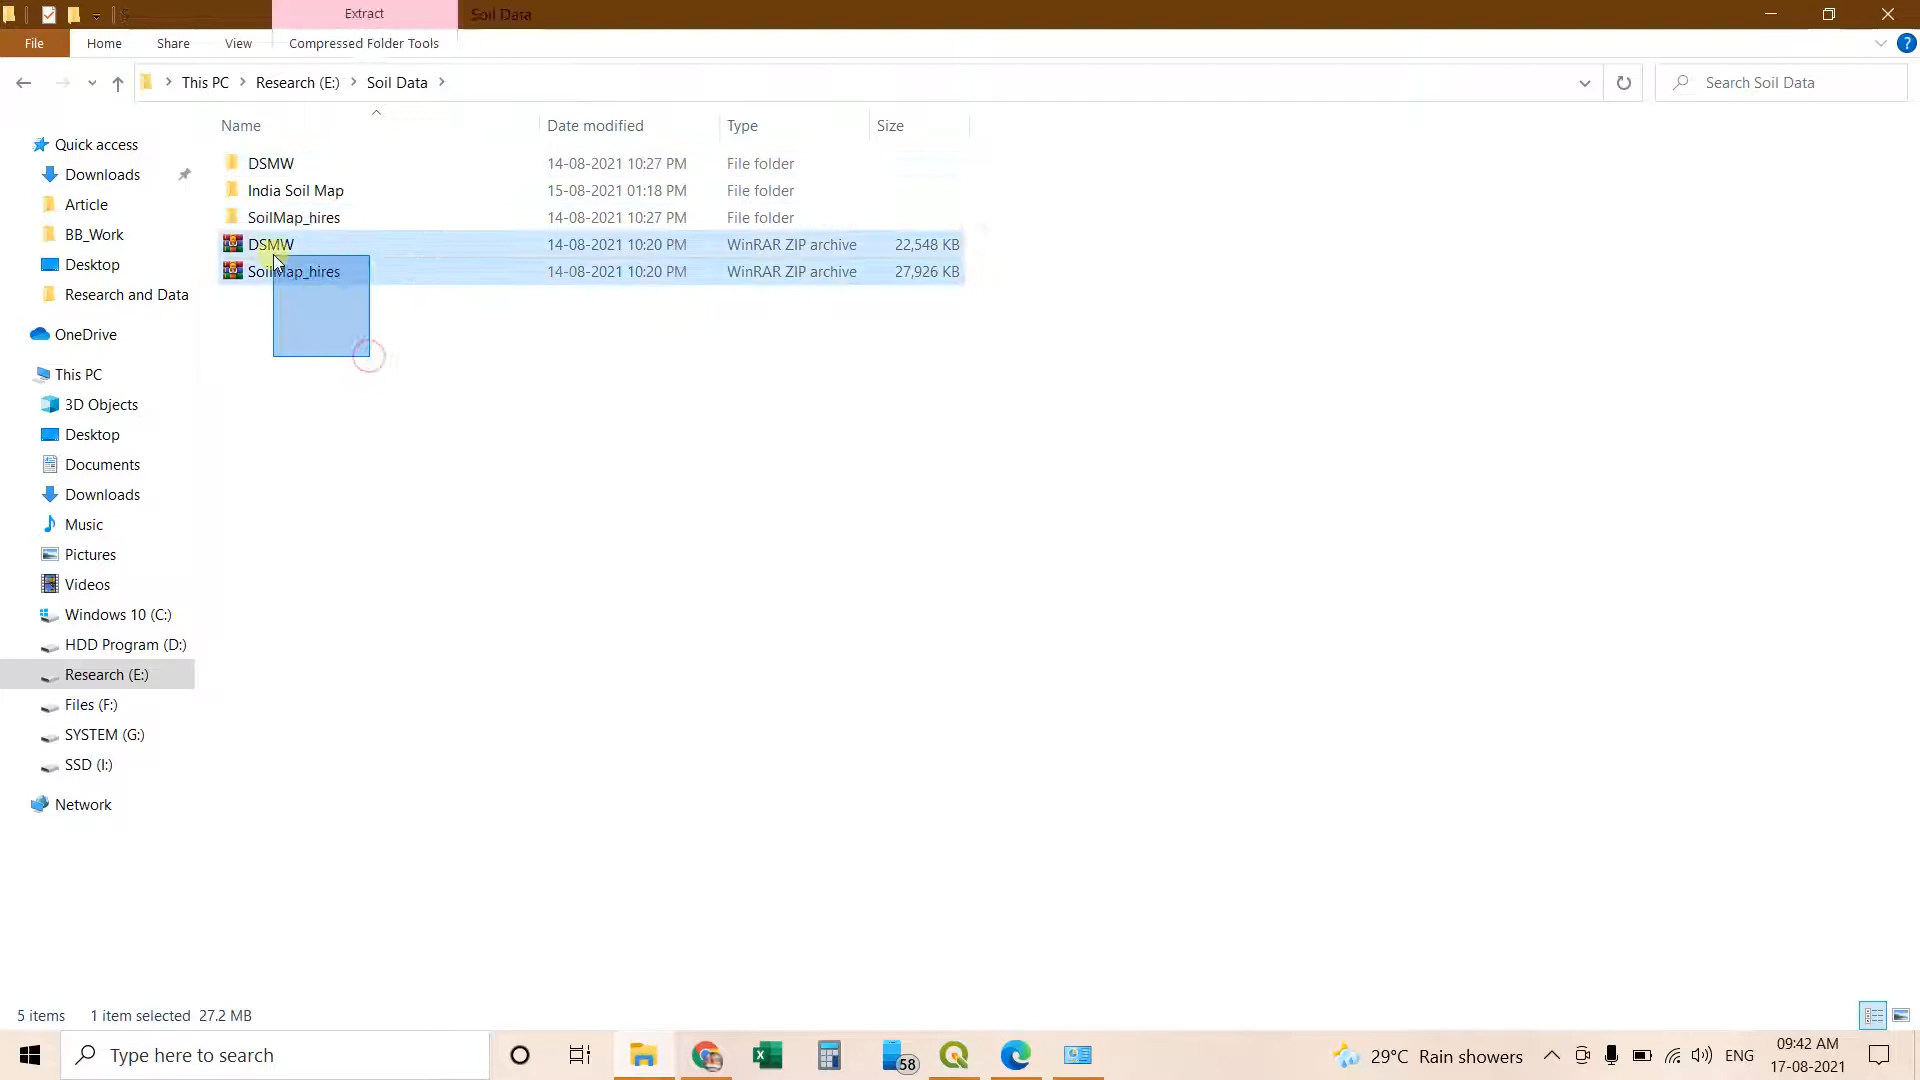 Extract
Soil Data
File
Home
Share
View
Compressed Folder Tools
This PC
Research (E:)
Soil Data
Search Soil Data
Name
Date modified
Type
Size
DSMW 14-08-2021 10:27 PM File folder
India Soil Map 15-08-2021 01:18 PM File folder
SoilMap_hires 14-08-2021 10:27 PM File folder
DSMW 14-08-2021 10:20 PM WinRAR ZIP archive 22,548 KB
SoilMap_hires 14-08-2021 10:20 PM WinRAR ZIP archive 27,926 KB
Quick access
Downloads
Article
BB_Work
Desktop
Research and Data
OneDrive
This PC
3D Objects
Desktop
Documents
Downloads
Music
Pictures
Videos
Windows 10 (C:)
HDD Program (D:)
Research (E:)
Files (F:)
SYSTEM (G:)
SSD (I:)
Network
5 items
1 item selected 27.2 MB
Type here to search
58
29°C Rain showers
ENG
09:42 AM
17-08-2021